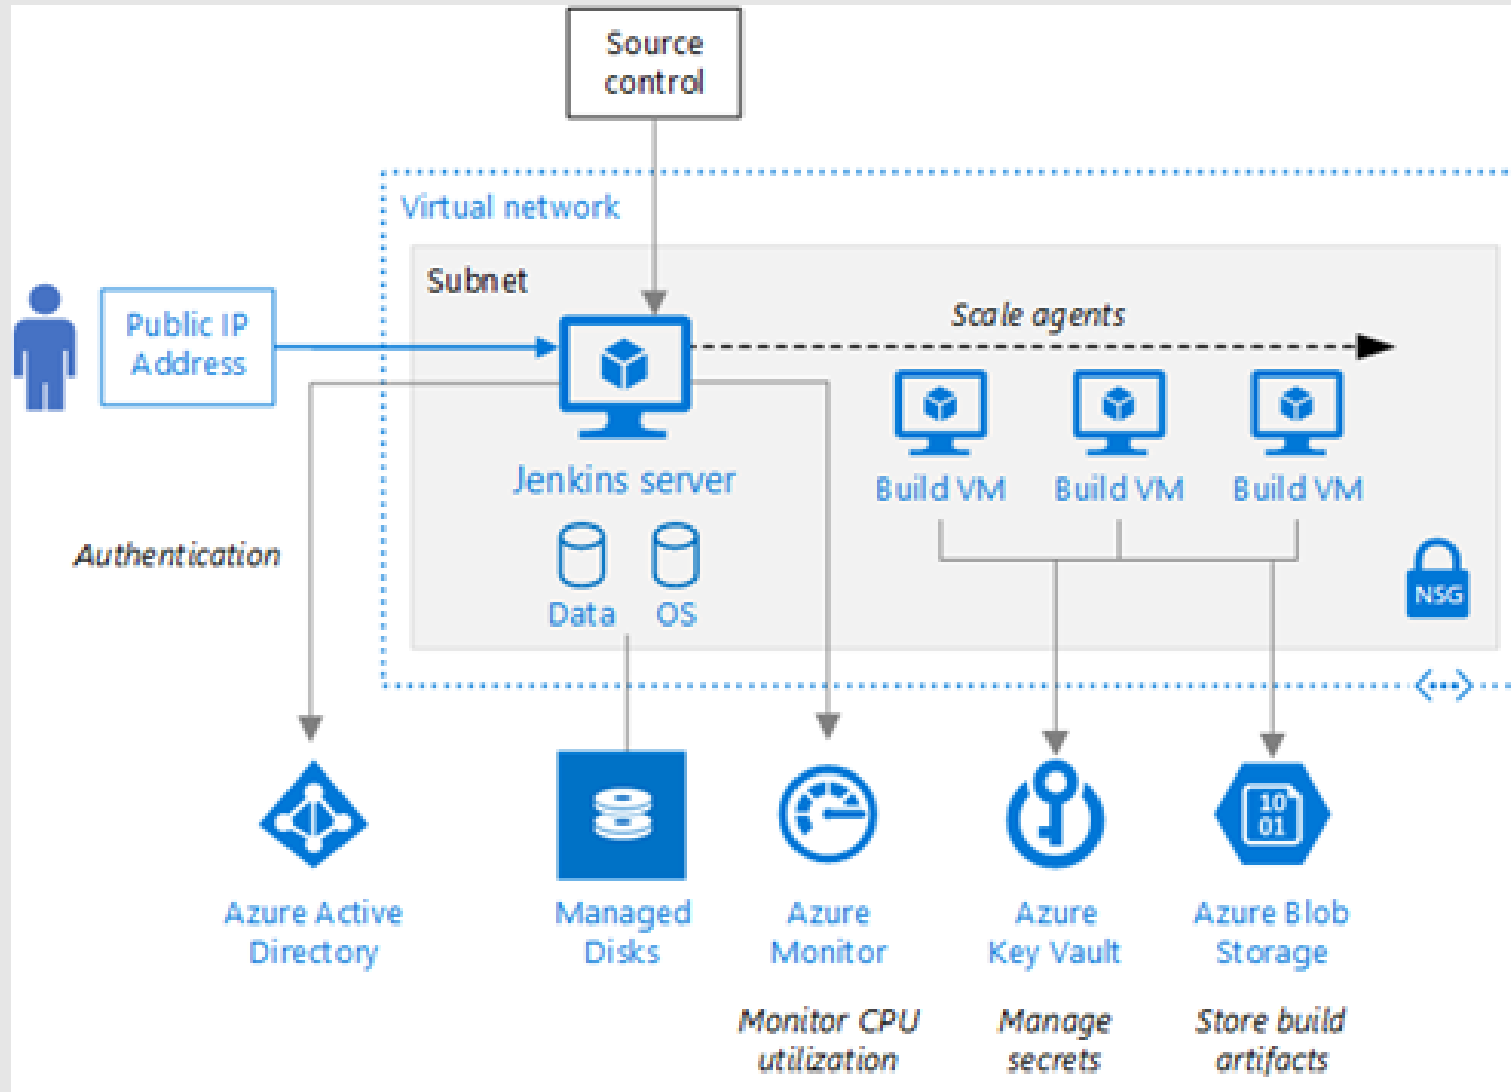 Source
control
Virtual network
Subnet
Public IP
Address
Scale agents
Jenkins server
Build VM
Build VM
Build VM
Authentication
Data
OS
NSG
10
01
Azure Active
Directory
Managed
Disks
Azure
Monitor
Azure
Key Vault
Azure Blob
Storage
Monitor CPU
utilization
Manage
secrets
Store build
artifacts